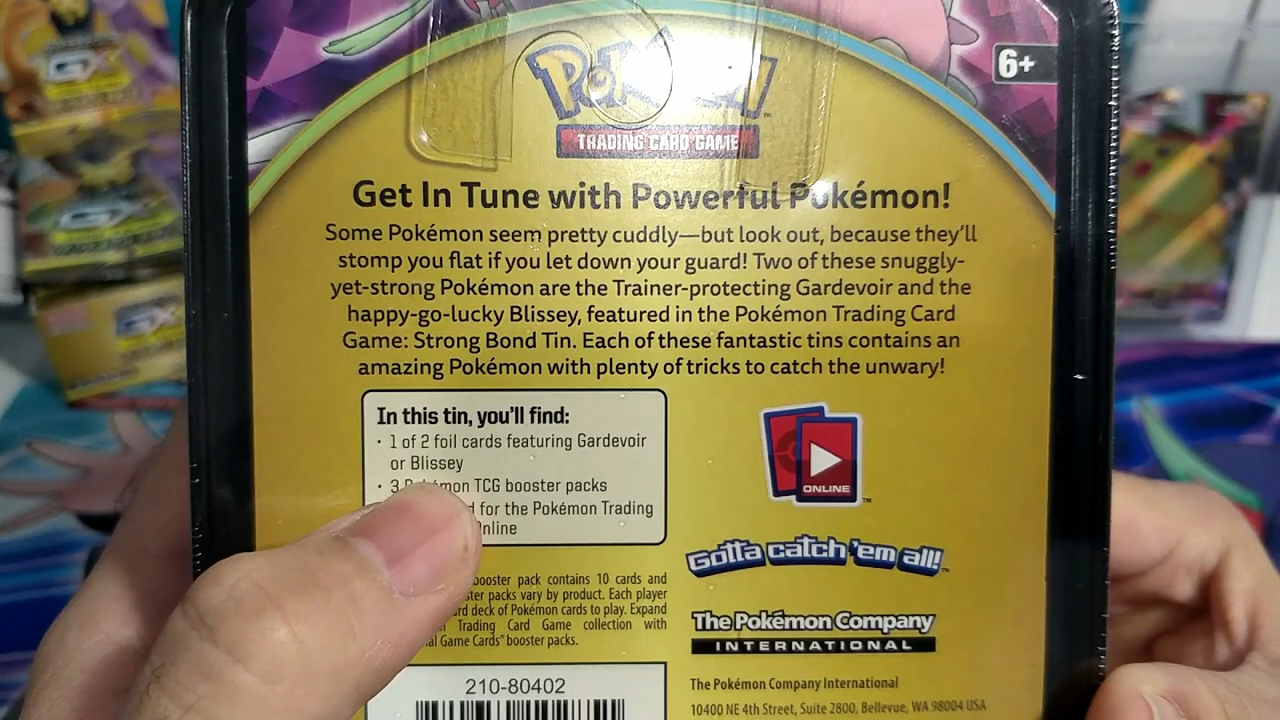 Pokémon
TRADING CARD GAME
6+
Get In Tune with Powerful Pokémon!
Some Pokémon seem pretty cuddly—but look out, because they'll
stomp you flat if you let down your guard! Two of these snuggly-
yet-strong Pokémon are the Trainer-protecting Gardevoir and the
happy-go-lucky Blissey, featured in the Pokémon Trading Card
Game: Strong Bond Tin. Each of these fantastic tins contains an
amazing Pokémon with plenty of tricks to catch the unwary!
In this tin, you'll find:
• 1 of 2 foil cards featuring Gardevoir
or Blissey
• 3 Pokémon TCG booster packs
for the Pokémon Trading
Online
booster pack contains 10 cards and
packs vary by product. Each player
deck of Pokémon cards to play. Expand
Trading Card Game collection with
Game Cards" booster packs.
210-80402
ONLINE
™
Gotta catch 'em all!™
The Pokémon Company
INTERNATIONAL
The Pokémon Company International
10400 NE 4th Street, Suite 2800, Bellevue, WA 98004 USA
GX
GX
GX